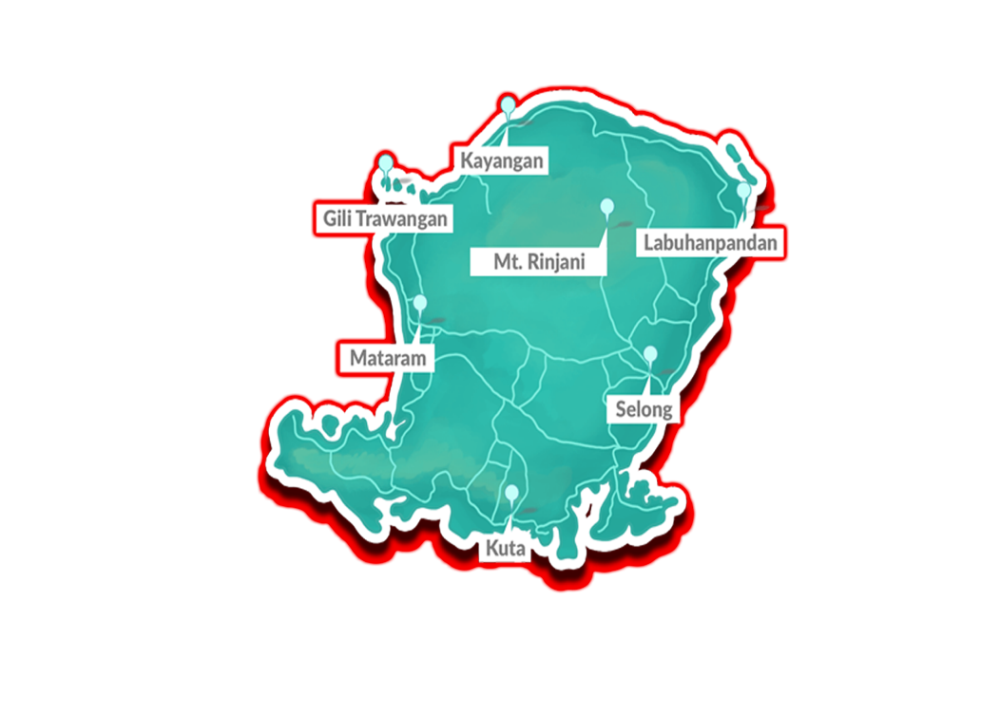 Kayangan
Gili Trawangan
Labuhanpandan
Mt. Rinjani
Mataram
Selong
Kuta